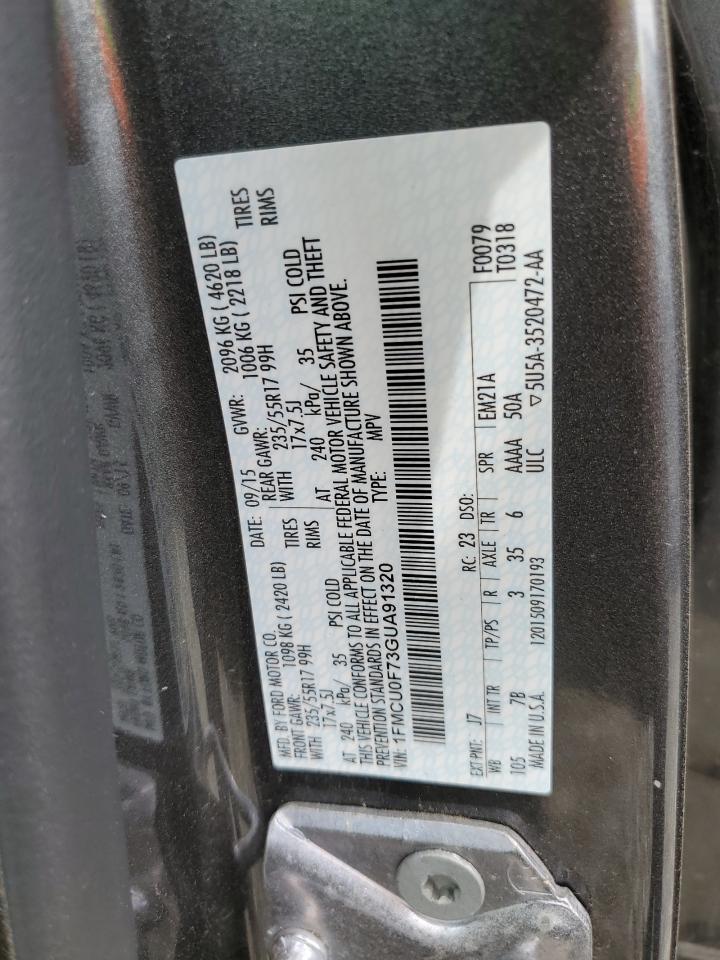 MFD. BY FORD MOTOR CO.
DATE: 09/15 GVWR: 2096 KG ( 4620 LB)
FRONT GAWR: 1098 KG ( 2420 LB) REAR GAWR: 1006 KG ( 2218 LB)
WITH 235/55R17 99H TIRES WITH 235/55R17 99H TIRES
17x7.5J RIMS 17x7.5J RIMS
AT 240 kPa/ 35 PSI COLD AT 240 kPa/ 35 PSI COLD
THIS VEHICLE CONFORMS TO ALL APPLICABLE FEDERAL MOTOR VEHICLE SAFETY AND THEFT
PREVENTION STANDARDS IN EFFECT ON THE DATE OF MANUFACTURE SHOWN ABOVE.
VIN: 1FMCU0F73GUA91320 TYPE: MPV
EXT PNT: J7 RC: 23 DSO: F0079
WB INT TR TP/PS R AXLE TR SPR EM21A T0318
105 7B 3 35 6 AAAA 50A
MADE IN U.S.A. 1201509170193 ULC ▽5U5A-3520472-AA